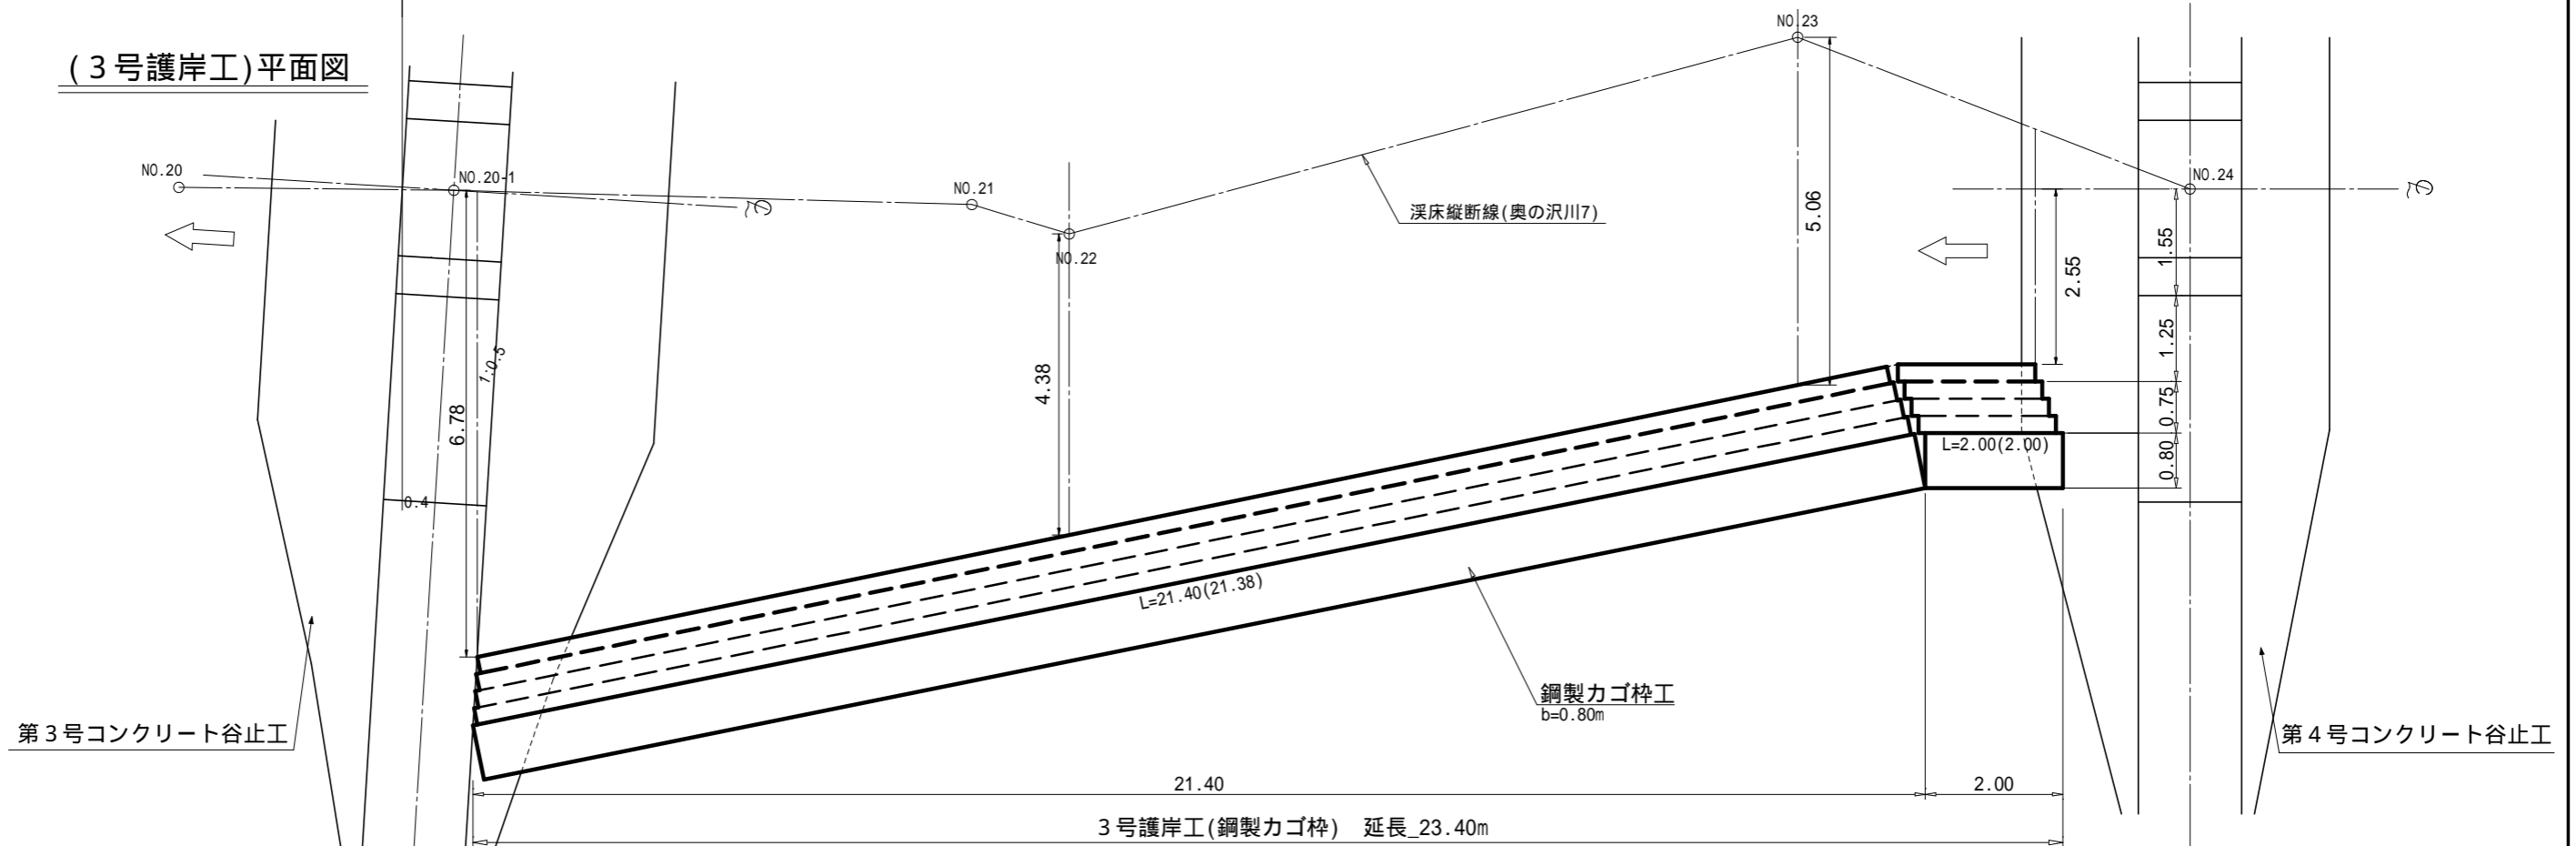 (３号護岸工)平面図
NO.20
NO.20-1
NO.21
NO.22
NO.23
NO.24
渓床縦断線(奥の沢川7)
5.06
2.55
1.55
1.25
0.75
0.80
4.38
6.78
1:0.5
0.4
L=2.00(2.00)
L=21.40(21.38)
鋼製カゴ枠工
b=0.80m
第３号コンクリート谷止工
第４号コンクリート谷止工
21.40
2.00
３号護岸工(鋼製カゴ枠)　延長_23.40m